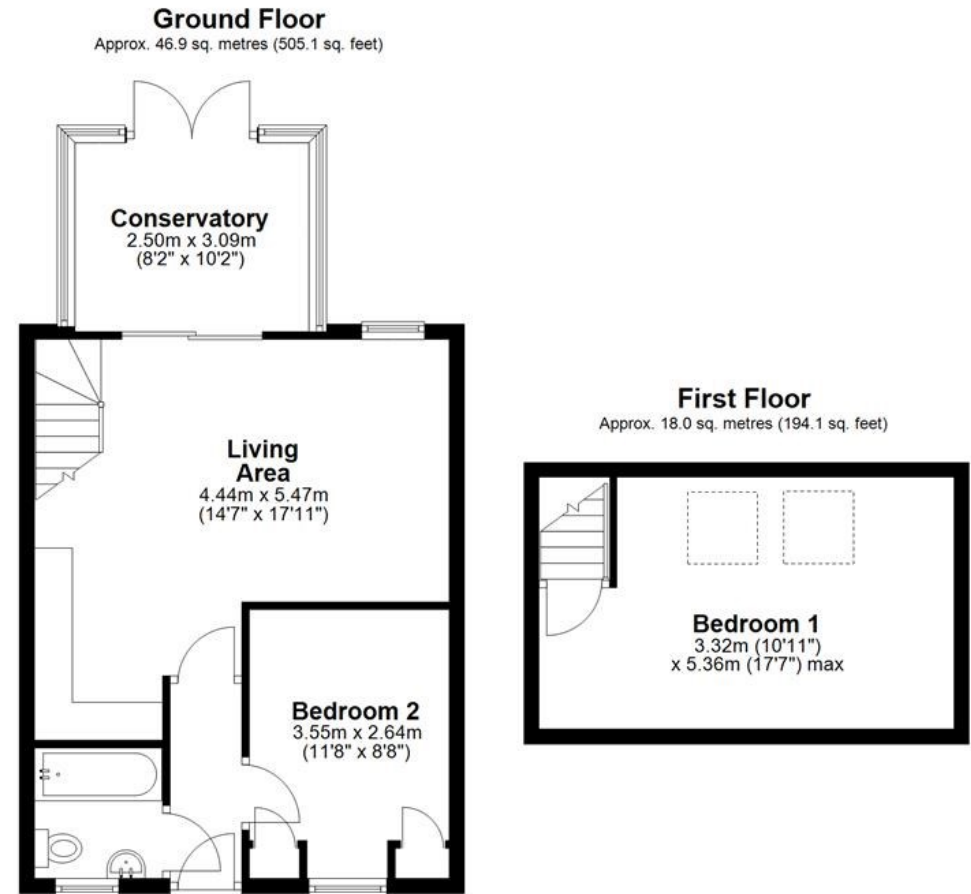 Ground Floor
Approx. 46.9 sq. metres (505.1 sq. feet)
Conservatory
2.50m x 3.09m
(8'2" x 10'2")
Living
Area
4.44m x 5.47m
(14'7" x 17'11")
Bedroom 2
3.55m x 2.64m
(11'8" x 8'8")
First Floor
Approx. 18.0 sq. metres (194.1 sq. feet)
Bedroom 1
3.32m (10'11")
x 5.36m (17'7") max